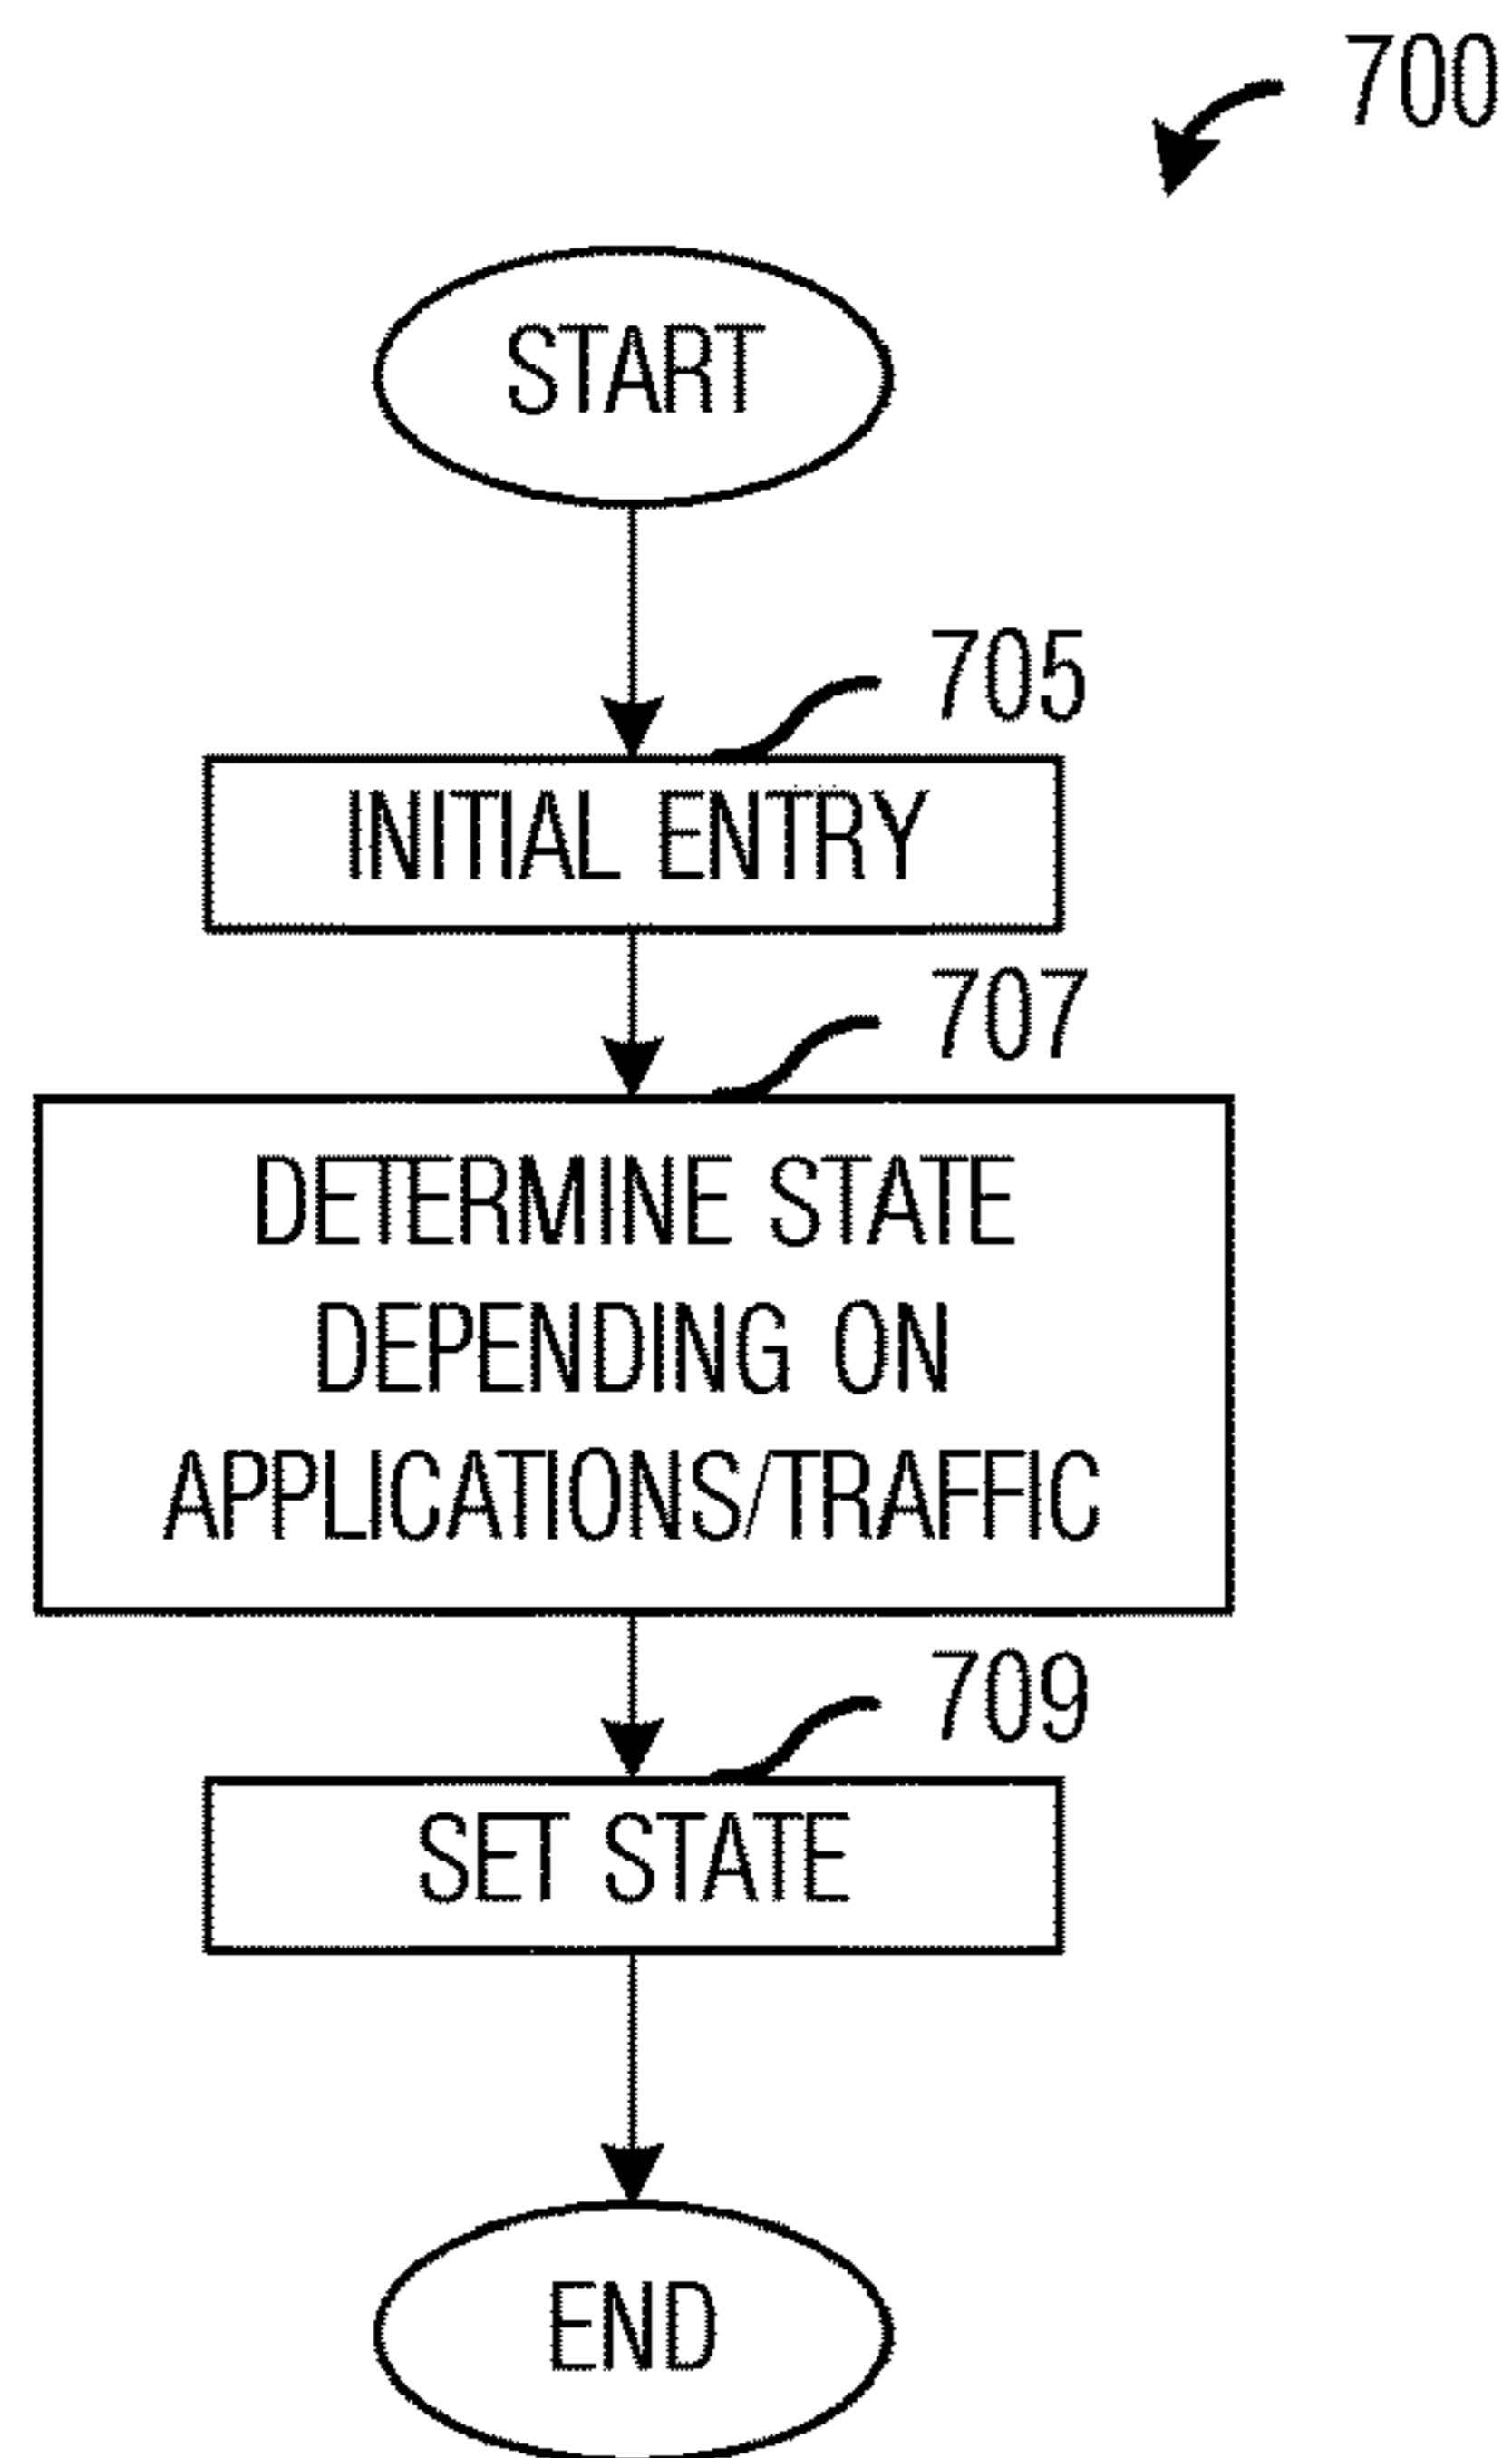 700
START
705
INITIAL ENTRY
707
DETERMINE STATE
DEPENDING ON
APPLICATIONS/TRAFFIC
709
SET STATE
END